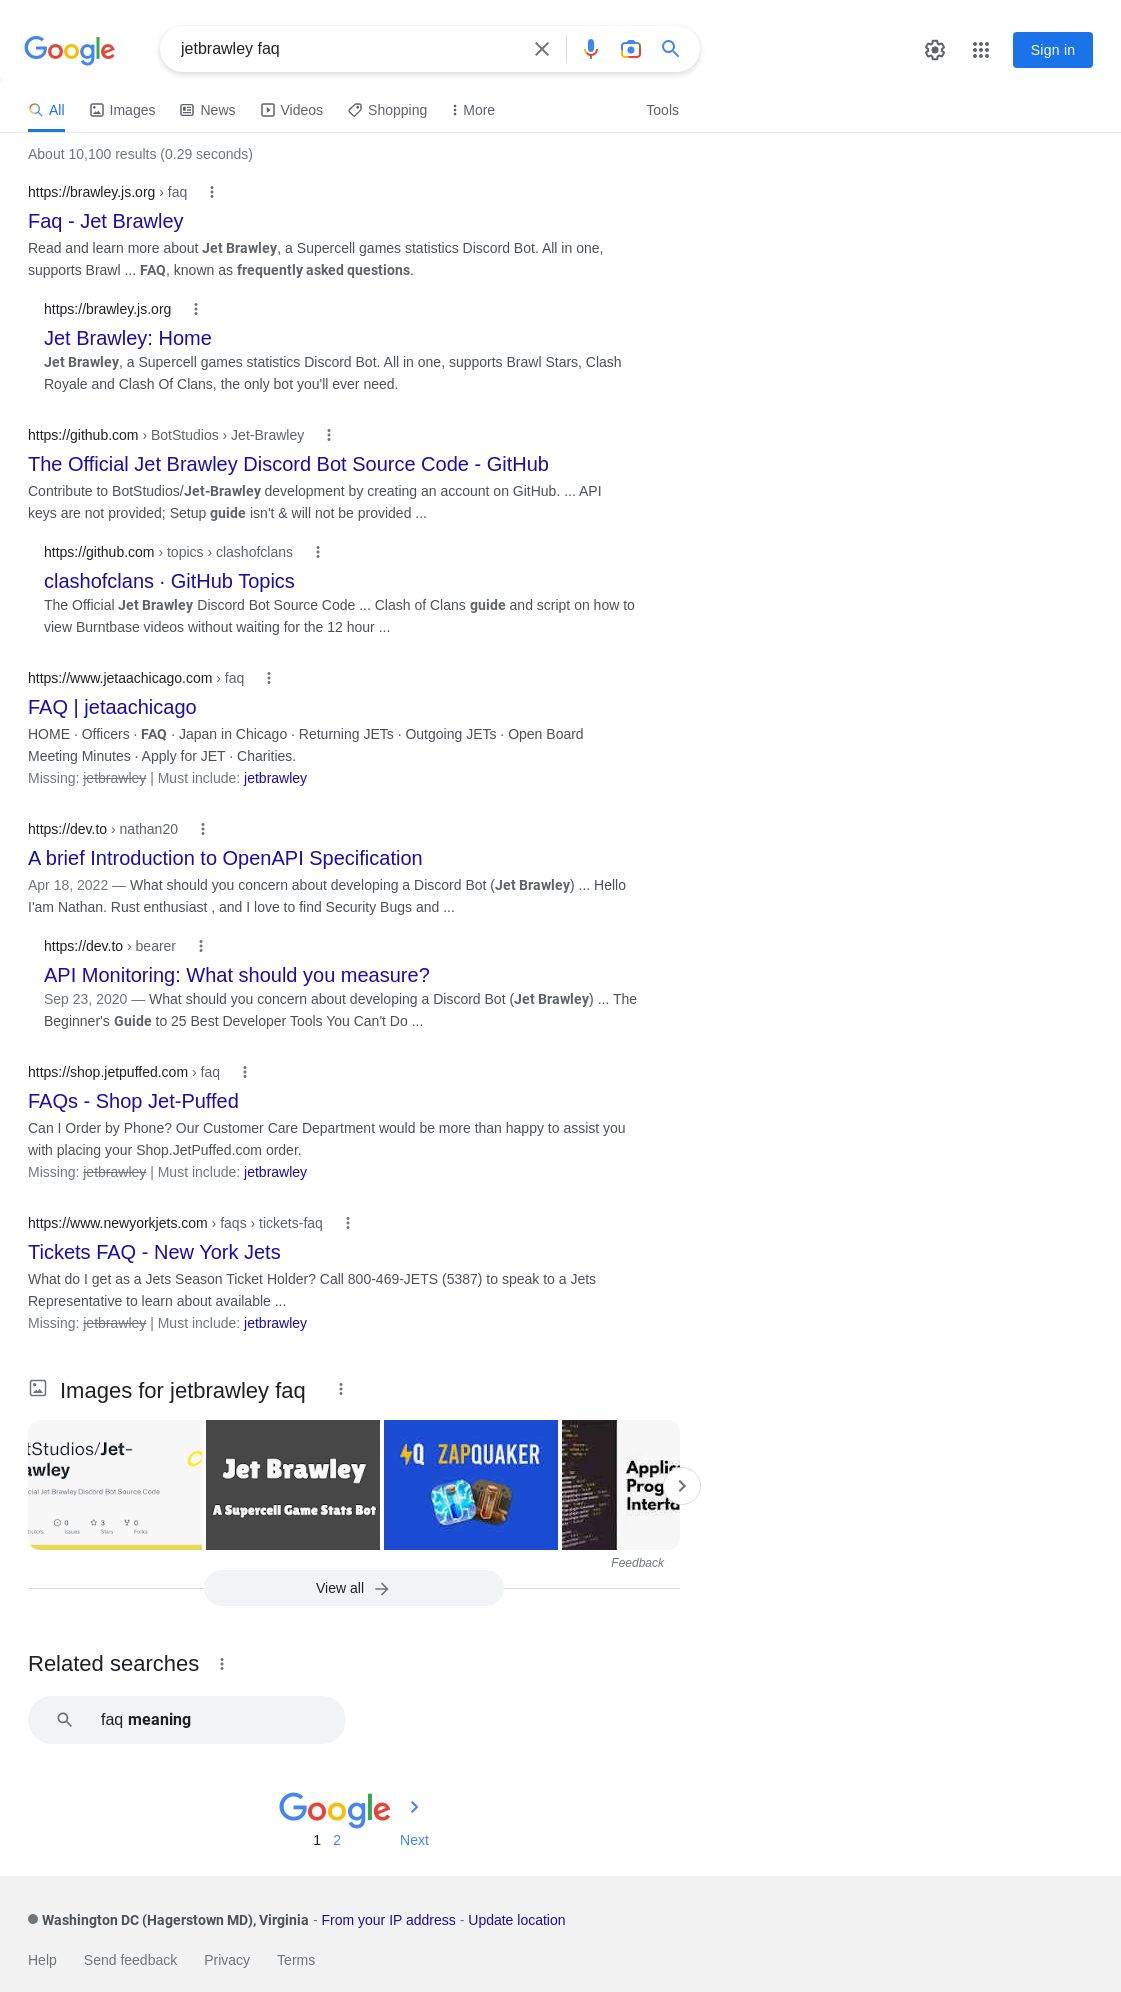 Google
jetbrawley faq
Sign in
All Images News Videos Shopping More Tools
About 10,100 results (0.29 seconds)
https://brawley.js.org › faq
Faq - Jet Brawley
Read and learn more about Jet Brawley, a Supercell games statistics Discord Bot. All in one,
supports Brawl ... FAQ, known as frequently asked questions.
https://brawley.js.org
Jet Brawley: Home
Jet Brawley, a Supercell games statistics Discord Bot. All in one, supports Brawl Stars, Clash
Royale and Clash Of Clans, the only bot you'll ever need.
https://github.com › BotStudios › Jet-Brawley
The Official Jet Brawley Discord Bot Source Code - GitHub
Contribute to BotStudios/Jet-Brawley development by creating an account on GitHub. ... API
keys are not provided; Setup guide isn't & will not be provided ...
https://github.com › topics › clashofclans
clashofclans · GitHub Topics
The Official Jet Brawley Discord Bot Source Code ... Clash of Clans guide and script on how to
view Burntbase videos without waiting for the 12 hour ...
https://www.jetaachicago.com › faq
FAQ | jetaachicago
HOME · Officers · FAQ · Japan in Chicago · Returning JETs · Outgoing JETs · Open Board
Meeting Minutes · Apply for JET · Charities.
Missing: jetbrawley | Must include: jetbrawley
https://dev.to › nathan20
A brief Introduction to OpenAPI Specification
Apr 18, 2022 — What should you concern about developing a Discord Bot (Jet Brawley) ... Hello
I'am Nathan. Rust enthusiast , and I love to find Security Bugs and ...
https://dev.to › bearer
API Monitoring: What should you measure?
Sep 23, 2020 — What should you concern about developing a Discord Bot (Jet Brawley) ... The
Beginner's Guide to 25 Best Developer Tools You Can't Do ...
https://shop.jetpuffed.com › faq
FAQs - Shop Jet-Puffed
Can I Order by Phone? Our Customer Care Department would be more than happy to assist you
with placing your Shop.JetPuffed.com order.
Missing: jetbrawley | Must include: jetbrawley
https://www.newyorkjets.com › faqs › tickets-faq
Tickets FAQ - New York Jets
What do I get as a Jets Season Ticket Holder? Call 800-469-JETS (5387) to speak to a Jets
Representative to learn about available ...
Missing: jetbrawley | Must include: jetbrawley
Images for jetbrawley faq
tStudios/Jet-
awley
cial Jet Brawley Discord Bot Source Code
0 3 0
Issues Stars Forks
Jet Brawley
A Supercell Game Stats Bot
Q ZAPQUAKER
Applic
Prog
Interfa
Feedback
View all
Related searches
faq meaning
Google
1 2 Next
Washington DC (Hagerstown MD), Virginia - From your IP address - Update location
Help Send feedback Privacy Terms